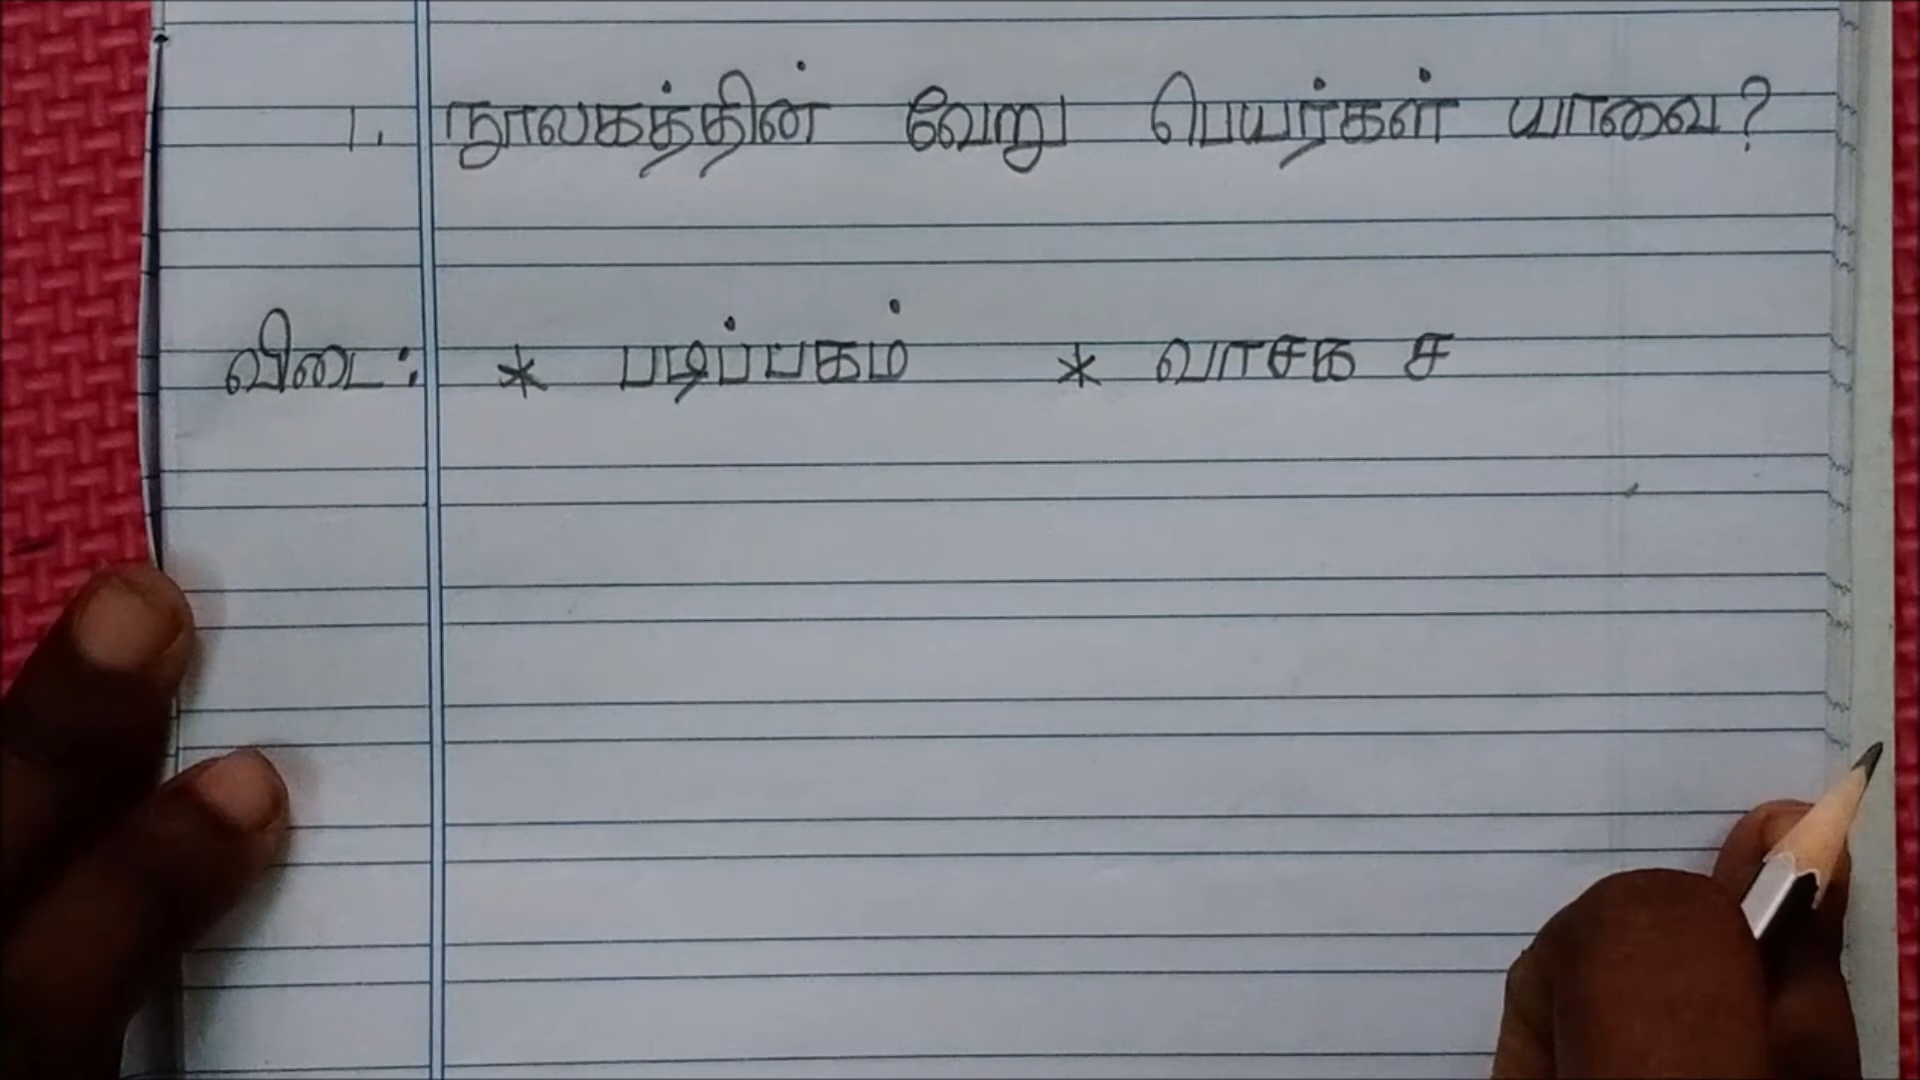 1. நூலகத்தின் வேறு பெயர்கள் யாவை?
விடை: * படிப்பகம் * வாசக ச